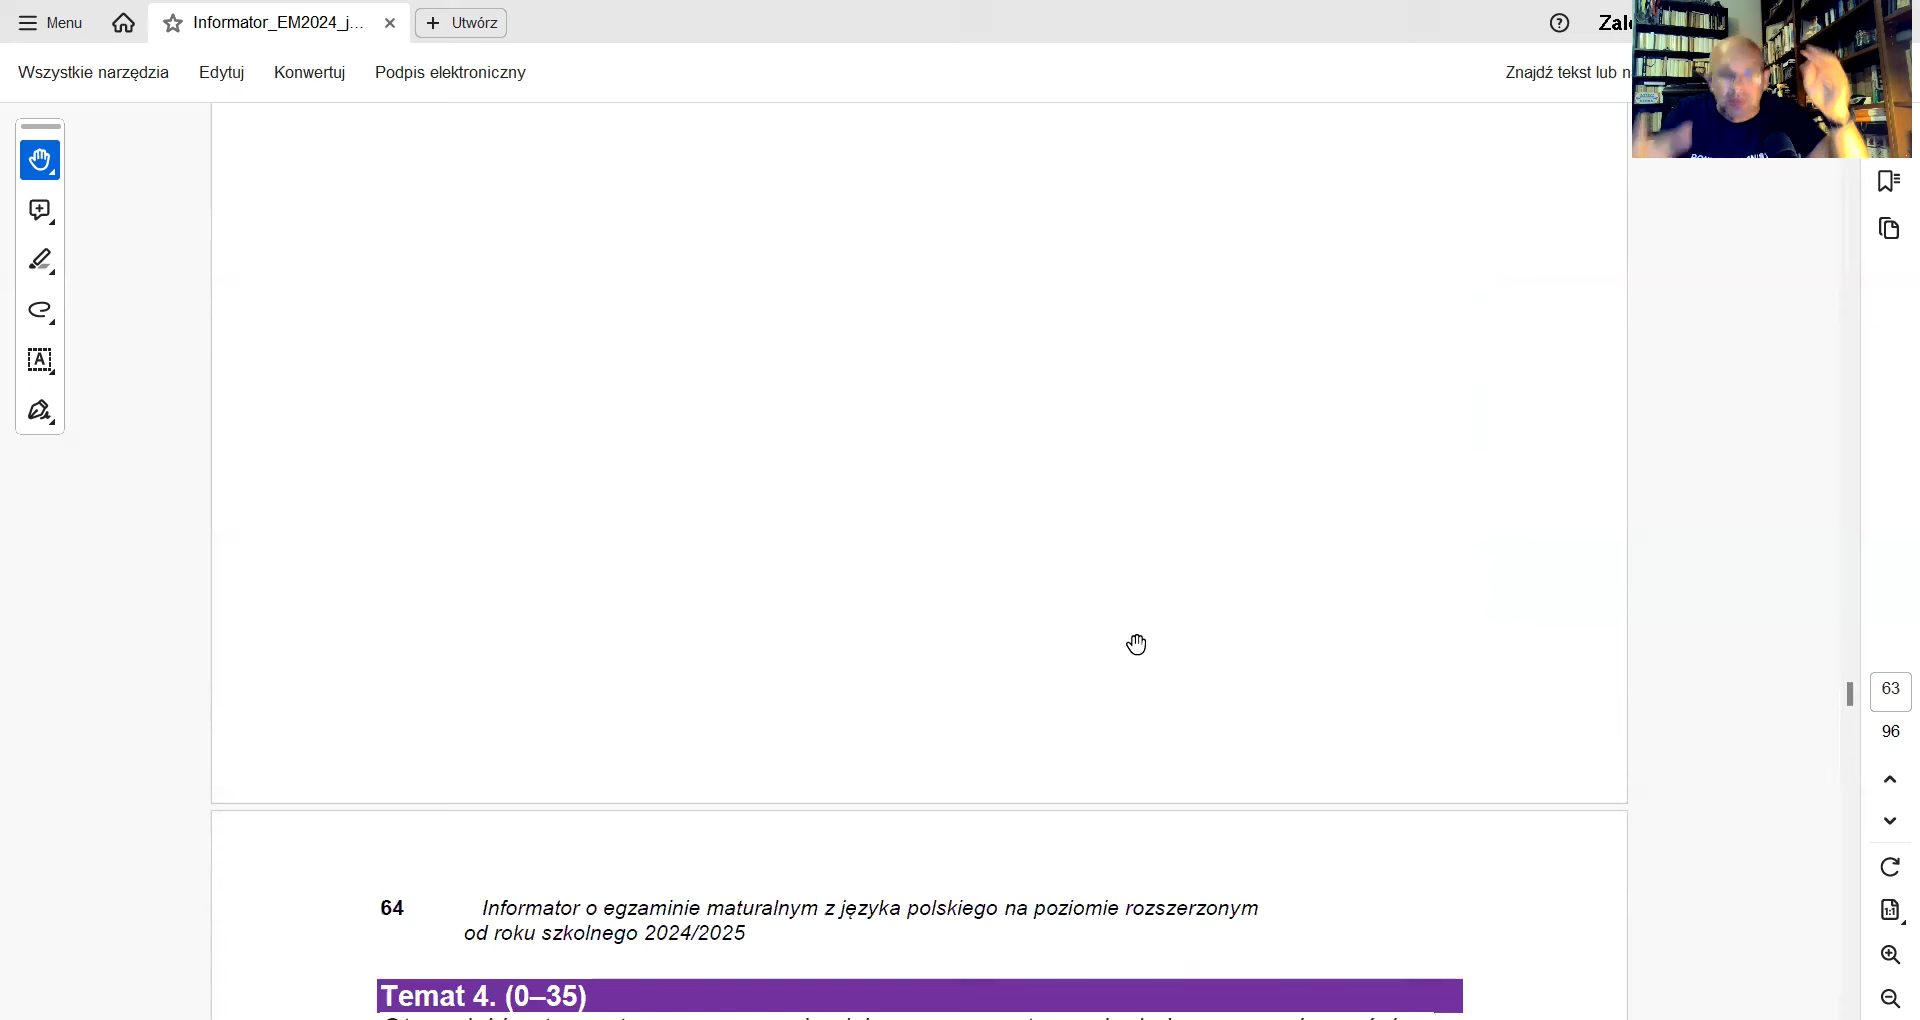 Menu
Informator_EM2024_j...
Utwórz
Zal
Wszystkie narzędzia
Edytuj
Konwertuj
Podpis elektroniczny
Znajdź tekst lub n
63
96
64 Informator o egzaminie maturalnym z języka polskiego na poziomie rozszerzonym
od roku szkolnego 2024/2025
Temat 4. (0–35)